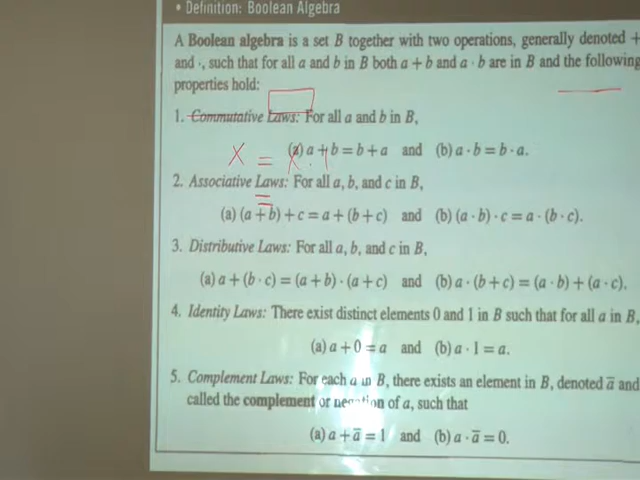 • Definition: Boolean Algebra
A Boolean algebra is a set B together with two operations, generally denoted +
and ·, such that for all a and b in B both a + b and a · b are in B and the following
properties hold:
1. Commutative Laws: For all a and b in B,
(a) a + b = b + a and (b) a · b = b · a.
x = x · 1
2. Associative Laws: For all a, b, and c in B,
(a) (a + b) + c = a + (b + c) and (b) (a · b) · c = a · (b · c).
3. Distributive Laws: For all a, b, and c in B,
(a) a + (b · c) = (a + b) · (a + c) and (b) a · (b + c) = (a · b) + (a · c).
4. Identity Laws: There exist distinct elements 0 and 1 in B such that for all a in B,
(a) a + 0 = a and (b) a · 1 = a.
5. Complement Laws: For each a in B, there exists an element in B, denoted a̅ and
called the complement or negation of a, such that
(a) a + a̅ = 1 and (b) a · a̅ = 0.